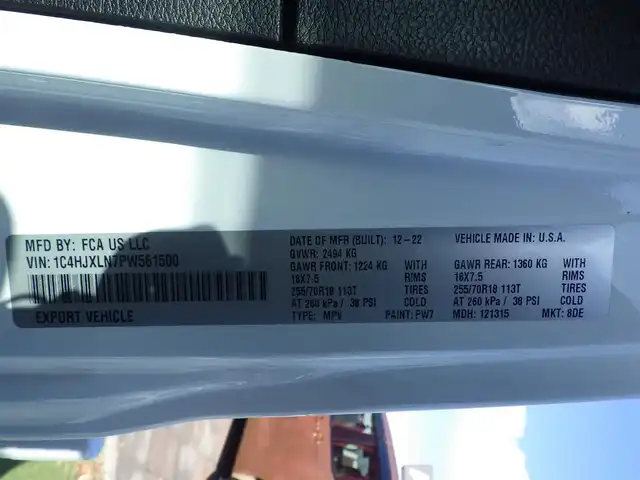 MFD BY: FCA US LLC
VIN: 1C4HJXLN7PW561500
EXPORT VEHICLE
DATE OF MFR (BUILT): 12-22
GVWR: 2494 KG
GAWR FRONT: 1224 KG WITH
18X7.5 RIMS
255/70R18 113T TIRES
AT 260 kPa / 38 PSI COLD
TYPE: MPV PAINT: PW7
VEHICLE MADE IN: U.S.A.
GAWR REAR: 1360 KG WITH
18X7.5 RIMS
255/70R18 113T TIRES
AT 260 kPa / 38 PSI COLD
MDH: 121315 MKT: 8DE